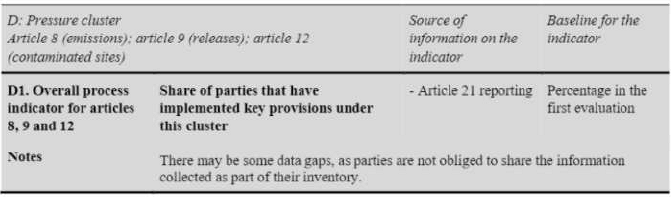 D: Pressure cluster
Article 8 (emissions); article 9 (releases); article 12
(contaminated sites)
Source of
information on the
indicator
Baseline for the
indicator
D1. Overall process
indicator for articles
8, 9 and 12
Share of parties that have
implemented key provisions under
this cluster
- Article 21 reporting
Percentage in the
first evaluation
Notes
There may be some data gaps, as parties are not obliged to share the information
collected as part of their inventory.